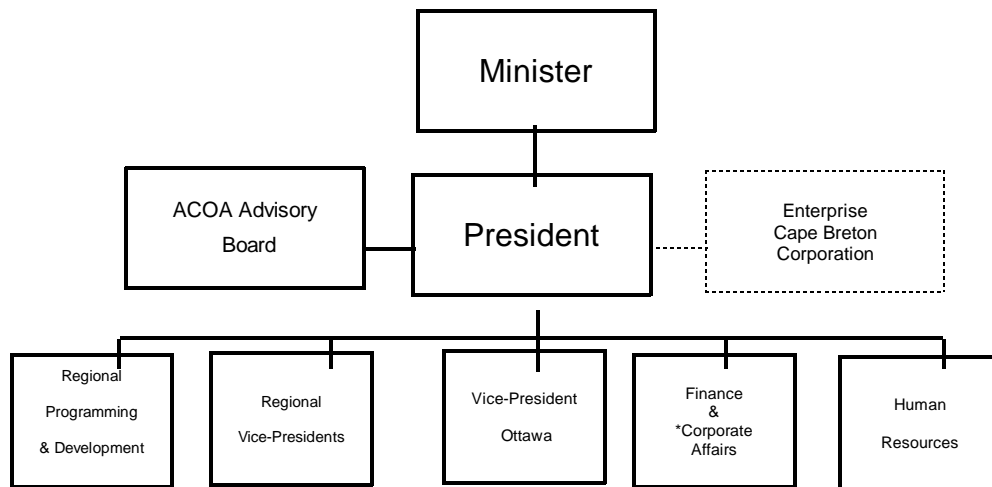 Minister
ACOA Advisory
Board
President
Enterprise
Cape Breton
Corporation
Regional
Programming
& Development
Regional
Vice-Presidents
Vice-President
Ottawa
Finance
&
*Corporate
Affairs
Human
Resources